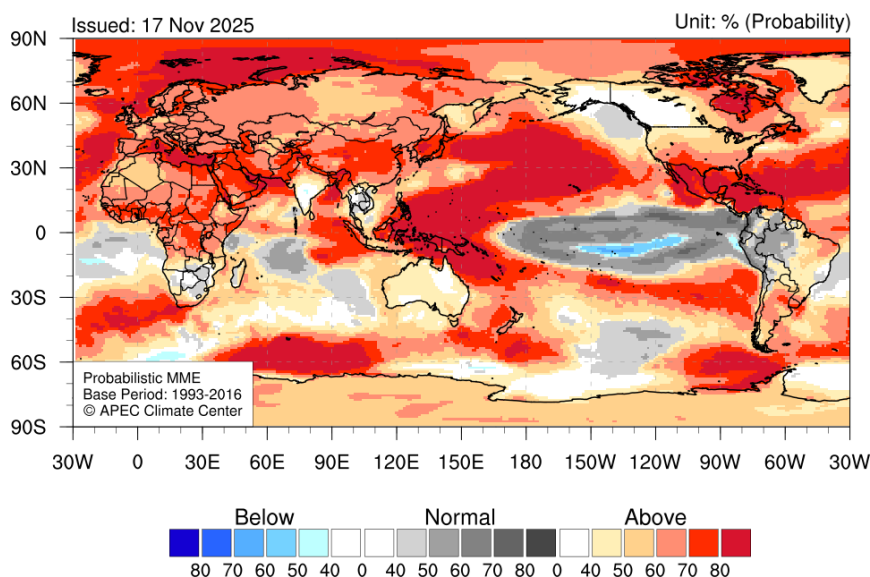 Issued: 17 Nov 2025
Unit: % (Probability)
90N
60N
30N
0
30S
60S
90S
Probabilistic MME
Base Period: 1993-2016
© APEC Climate Center
30W 0 30E 60E 90E 120E 150E 180 150W 120W 90W 60W 30W
Below Normal Above
80 70 60 50 40 0 40 50 60 70 80 0 40 50 60 70 80